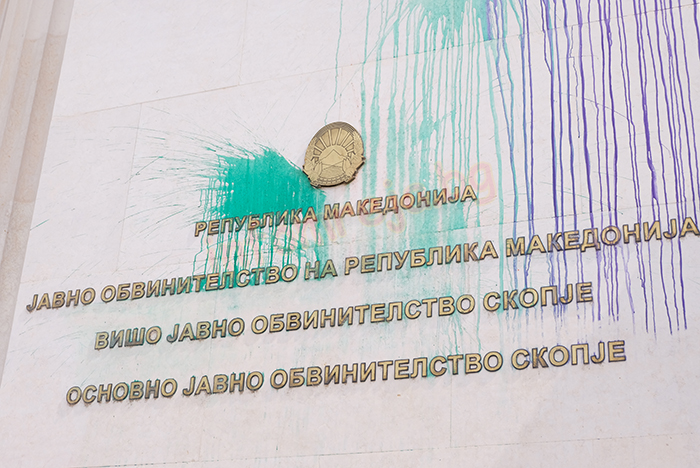 РЕПУБЛИКА МАКЕДОНИЈА
ЈАВНО ОБВИНИТЕЛСТВО НА РЕПУБЛИКА МАКЕДОНИЈА
ВИШО ЈАВНО ОБВИНИТЕЛСТВО СКОПЈЕ
ОСНОВНО ЈАВНО ОБВИНИТЕЛСТВО СКОПЈЕ